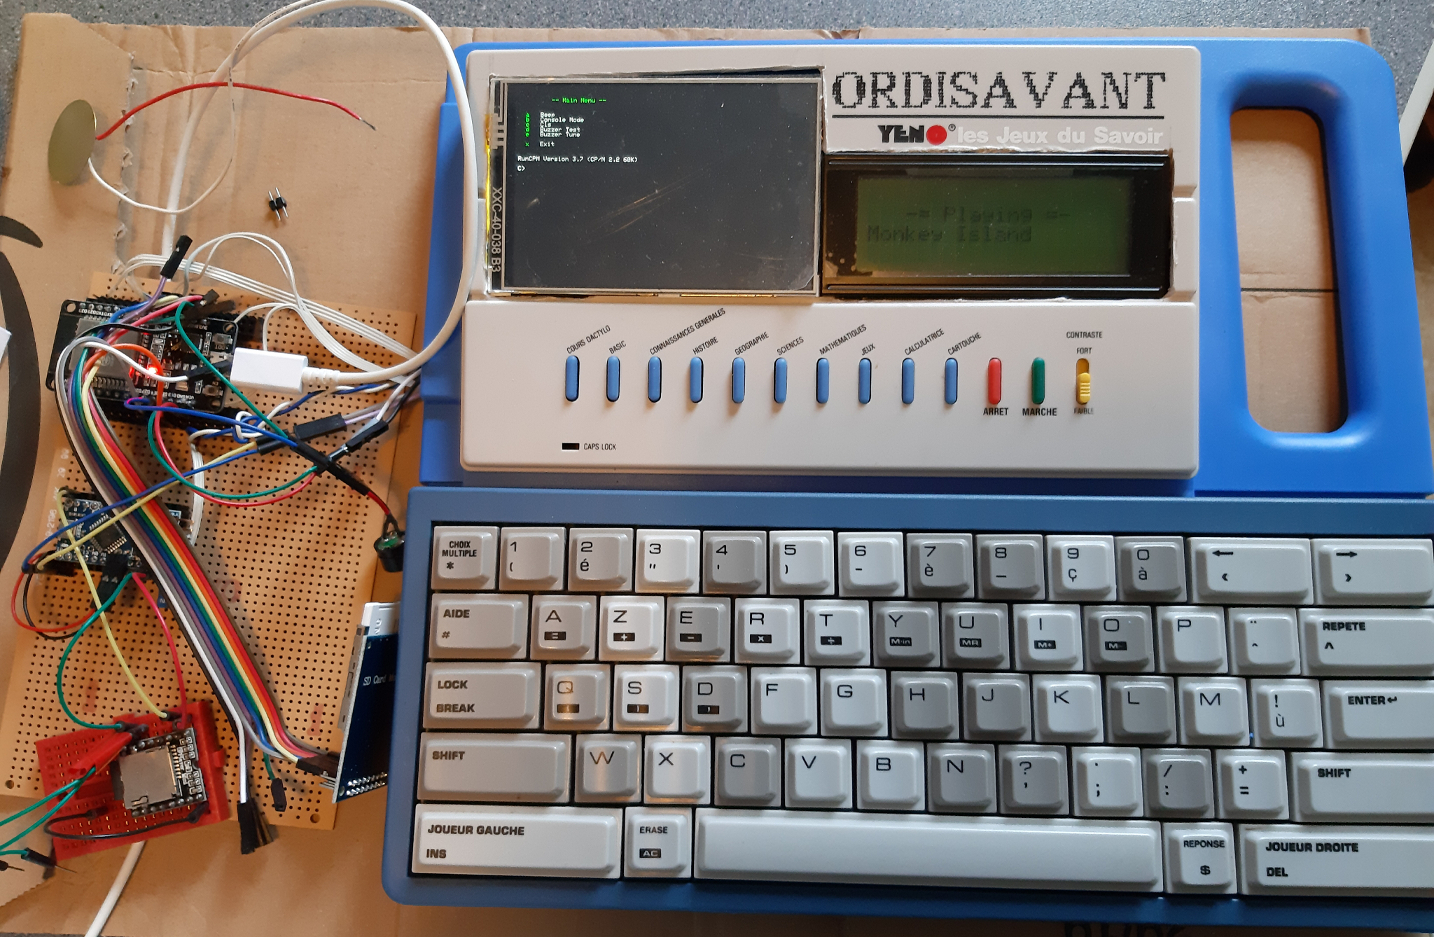 -- Main Menu --
Beep
Console Mode
Cls
Buzzer Test
Buzzer Tune
x Exit
RunCPM Version 3.7 (CP/M 2.2 60K)
C>
XXC-40-038 B3
ORDISAVANT
YENO® les Jeux du Savoir
-= Playing =-
Monkey Island
COURS DACTYLO
BASIC
CONNAISSANCES GENERALES
HISTOIRE
GEOGRAPHIE
SCIENCES
MATHEMATIQUES
JEUX
CALCULATRICE
CARTOUCHE
ARRET
MARCHE
CONTRASTE
FORT
FAIBLE
CAPS LOCK
SD Card
CHOIX MULTIPLE *
1 (
2 é
3 "
4 '
5 )
6 -
7 è
8 _
9 ç
0 à
← ‹
→ ›
AIDE #
A =
Z +
E -
R x
T ÷
Y M-in
U MR
I M+
O M-
P
¨ ^
REPETE ^
LOCK BREAK
Q
S
D
F
G
H
J
K
L
M
! ù
ENTER ↵
SHIFT
W
X
C
V
B
N
? ,
. ;
/ :
+ =
SHIFT
JOUEUR GAUCHE INS
ERASE AC
REPONSE $
JOUEUR DROITE DEL